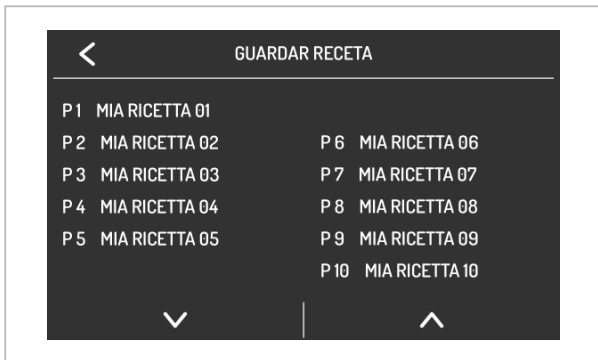 GUARDAR RECETA
P1 MIA RICETTA 01
P2 MIA RICETTA 02
P3 MIA RICETTA 03
P4 MIA RICETTA 04
P5 MIA RICETTA 05
P6 MIA RICETTA 06
P7 MIA RICETTA 07
P8 MIA RICETTA 08
P9 MIA RICETTA 09
P10 MIA RICETTA 10